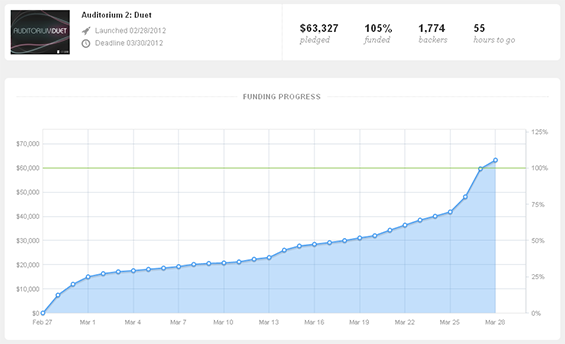 Auditorium 2: Duet
Launched 02/28/2012
Deadline 03/30/2012
AUDITORIUMDUET
$63,327 105% 1,774 55
pledged funded backers hours to go
FUNDING PROGRESS
125%
$70,000
$60,000 100%
$50,000
75%
$40,000
$30,000 50%
$20,000
25%
$10,000
$0 0%
Feb 27 Mar 1 Mar 4 Mar 7 Mar 10 Mar 13 Mar 16 Mar 19 Mar 22 Mar 25 Mar 28